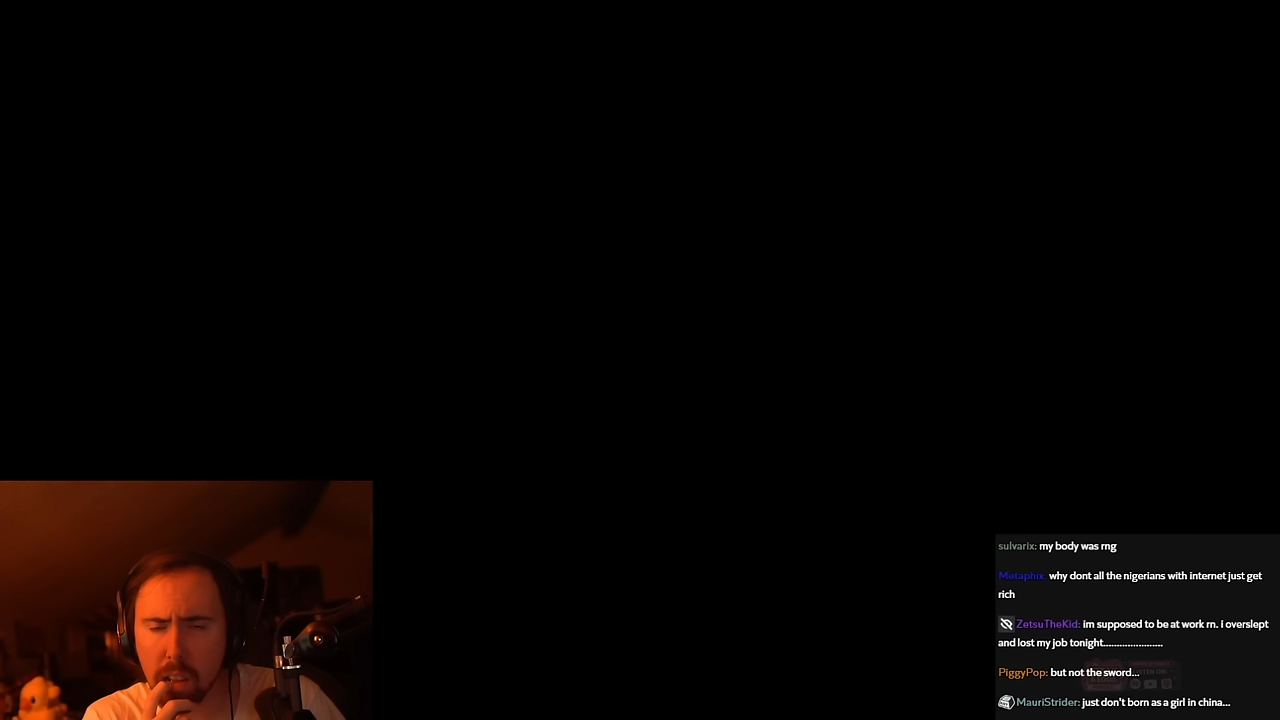 sulvarix: my body was rng
Metaphix: why dont all the nigerians with internet just get
rich
ZetsuTheKid: im supposed to be at work rn. i overslept
and lost my job tonight......................
PiggyPop: but not the sword...
MauriStrider: just don't born as a girl in china...